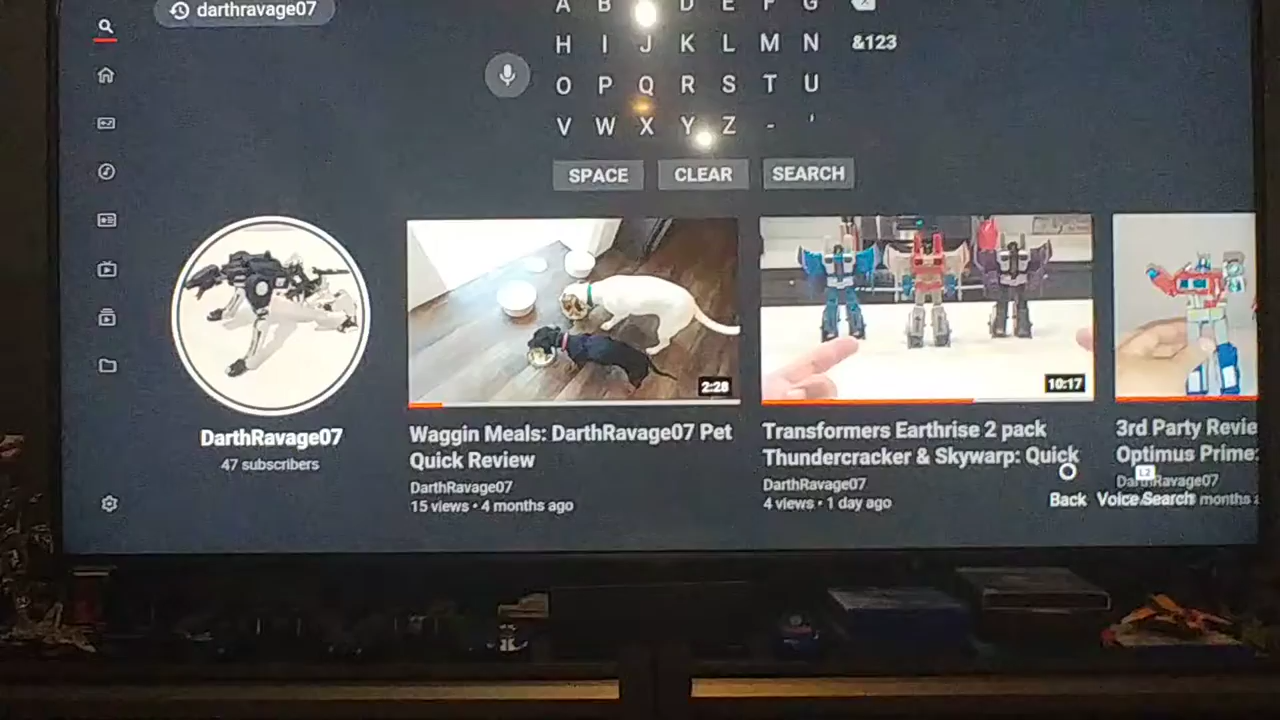 darthravage07
A B D E F G
H I J K L M N &123
O P Q R S T U
V W X Y Z - '
SPACE CLEAR SEARCH
DarthRavage07
47 subscribers
2:28
Waggin Meals: DarthRavage07 Pet
Quick Review
DarthRavage07
15 views • 4 months ago
10:17
Transformers Earthrise 2 pack
Thundercracker & Skywarp: Quick
DarthRavage07
4 views • 1 day ago
3rd Party Revie
Optimus Prime:
DarthRavage07
months a
L2
Back Voice Search